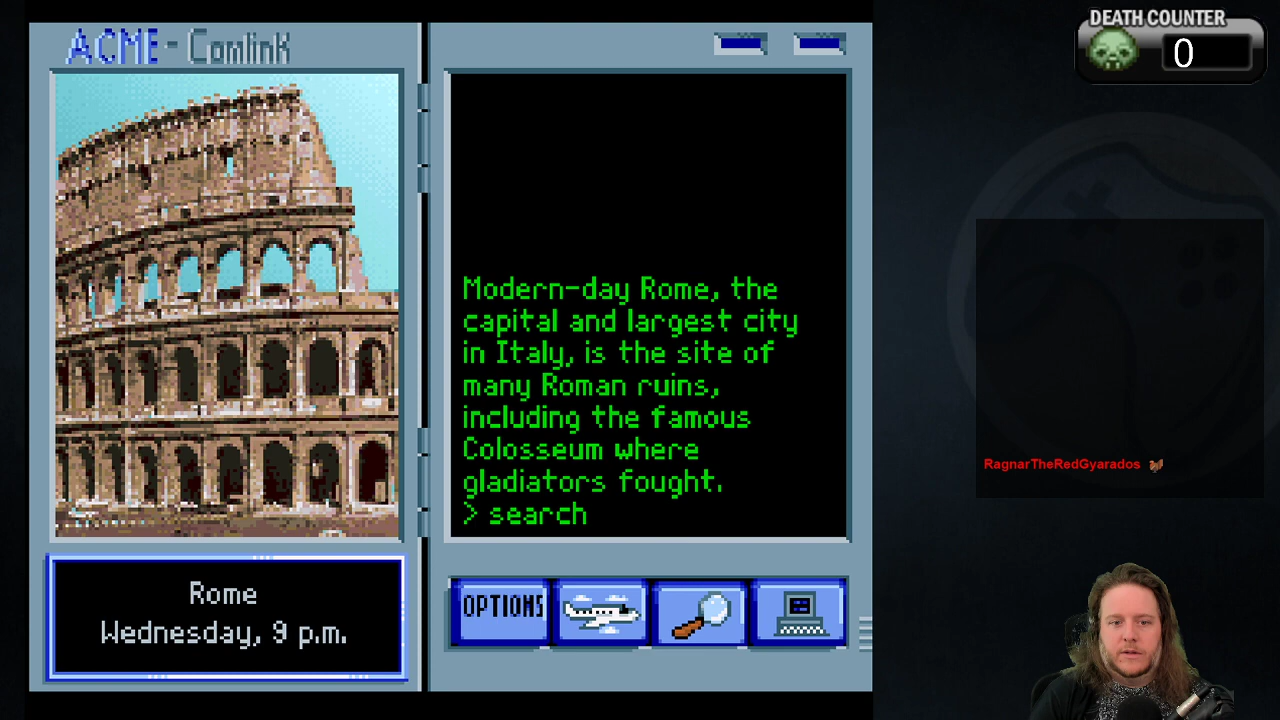 ACME - Comlink
DEATH COUNTER
0
Modern-day Rome, the
capital and largest city
in Italy, is the site of
many Roman ruins,
including the famous
Colosseum where
gladiators fought.
> search
RagnarTheRedGyarados
Rome
Wednesday, 9 p.m.
OPTIONS